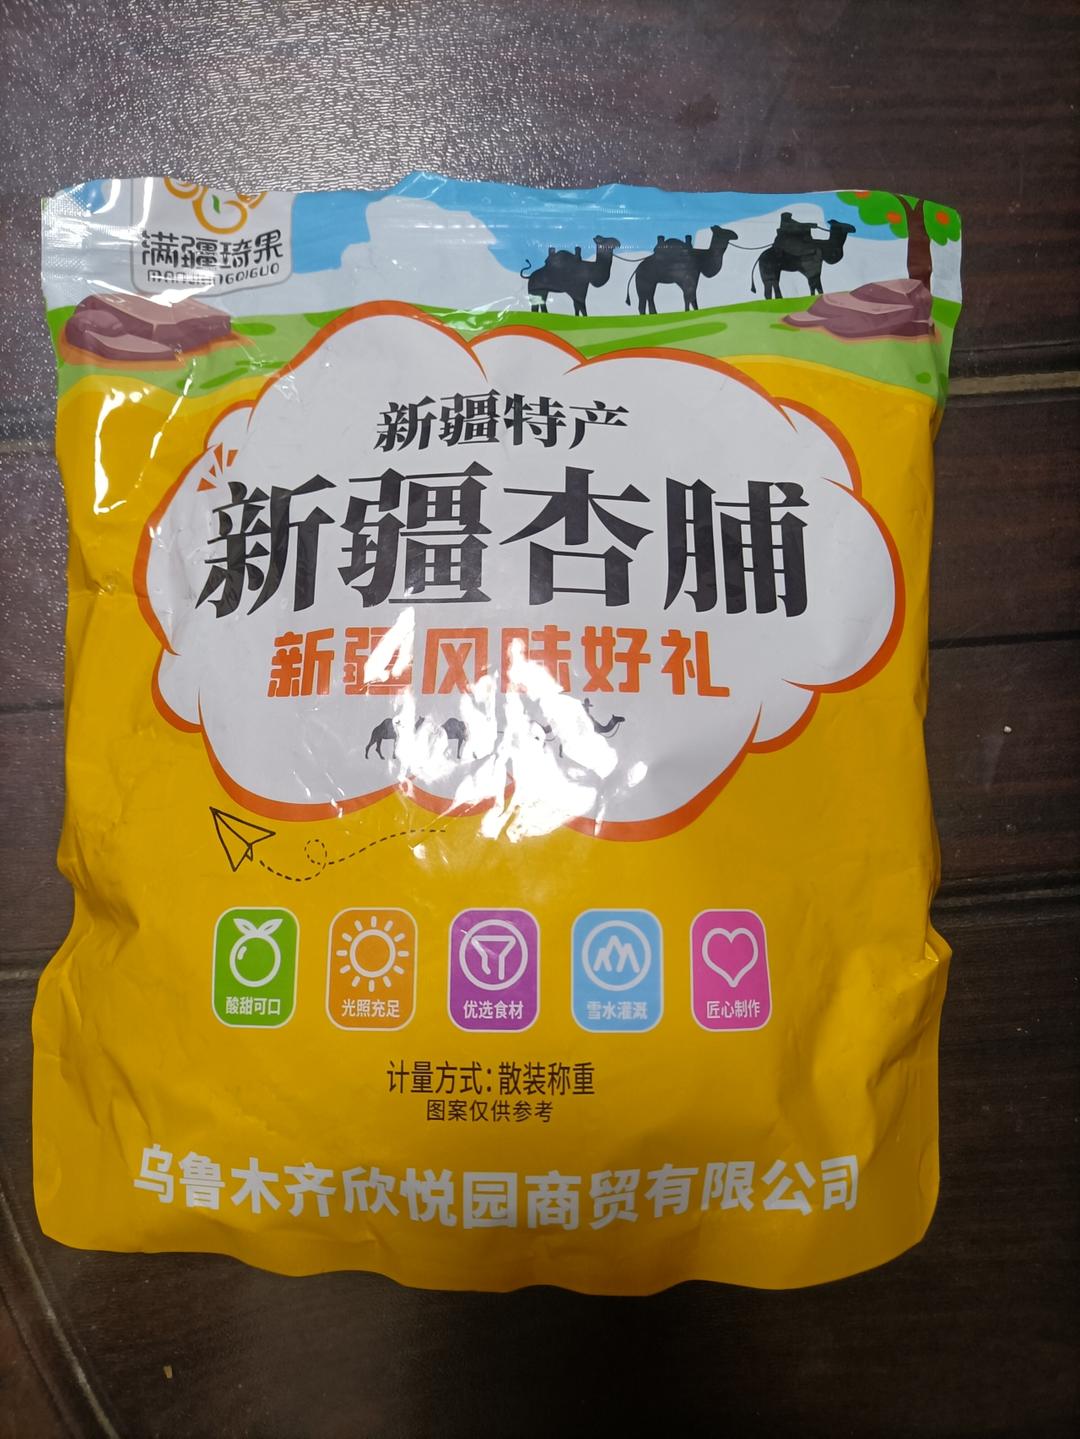 满疆琦果
MANJIANGQIGUO
新疆特产
新疆杏脯
新疆风味好礼
酸甜可口
光照充足
优选食材
雪水灌溉
匠心制作
计量方式：散装称重
图案仅供参考
乌鲁木齐欣悦园商贸有限公司